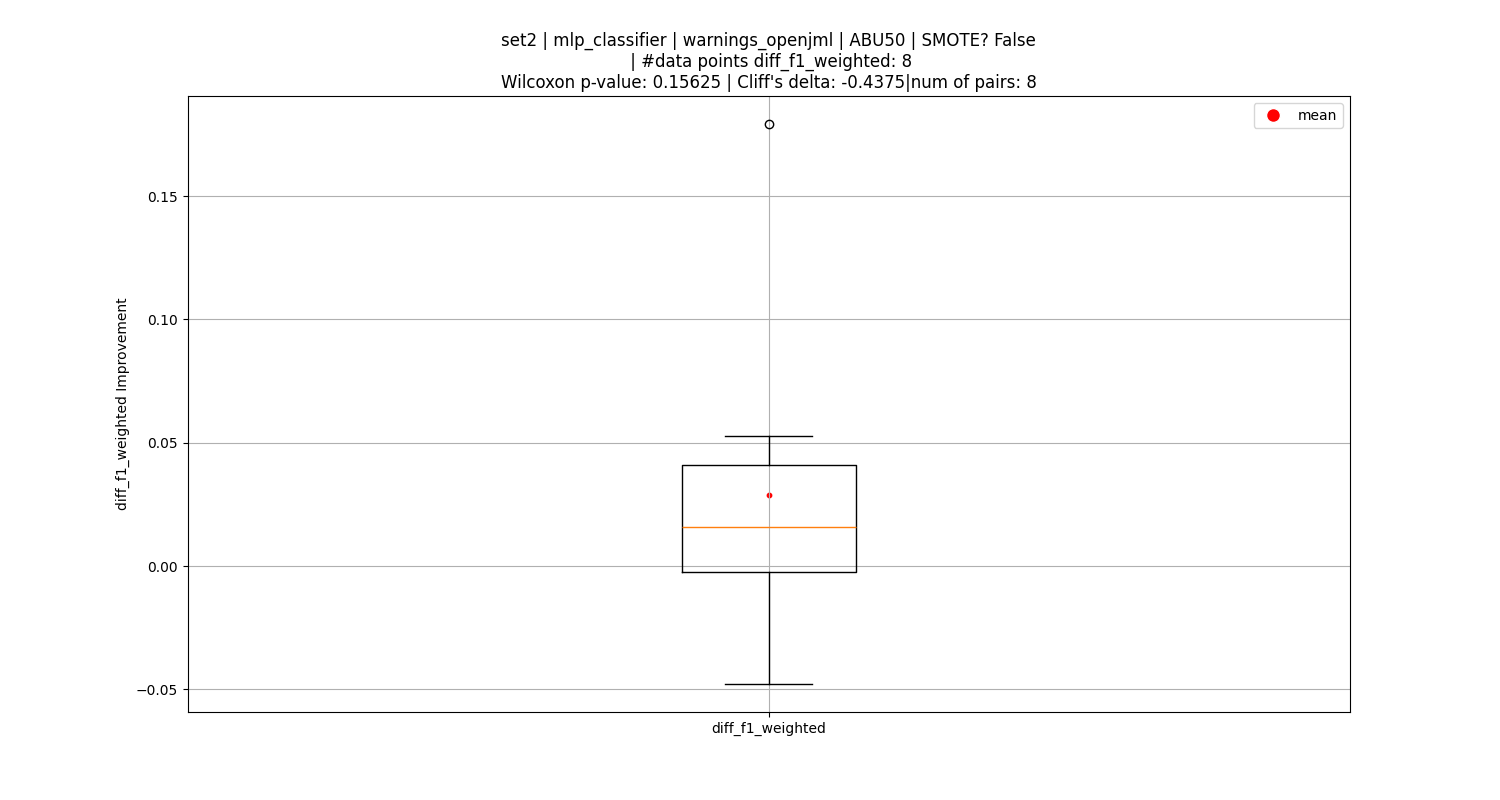 set2 | mlp_classifier | warnings_openjml | ABU50 | SMOTE? False
| #data points diff_f1_weighted: 8
Wilcoxon p-value: 0.15625 | Cliff's delta: -0.4375|num of pairs: 8
mean
0.15
0.10
0.05
0.00
−0.05
diff_f1_weighted Improvement
diff_f1_weighted